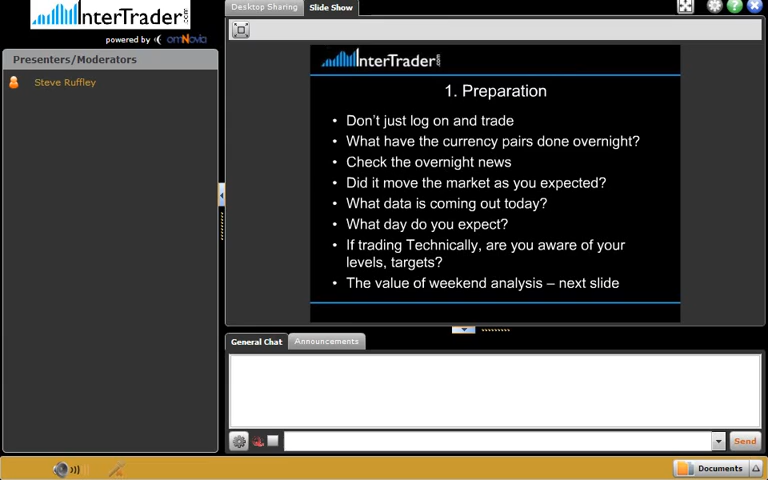 InterTrader.com
powered by omNovia
Presenters/Moderators
Steve Ruffley
Desktop Sharing
Slide Show
InterTrader.com
1. Preparation
• Don't just log on and trade
• What have the currency pairs done overnight?
• Check the overnight news
• Did it move the market as you expected?
• What data is coming out today?
• What day do you expect?
• If trading Technically, are you aware of your
levels, targets?
• The value of weekend analysis – next slide
General Chat
Announcements
Send
Documents